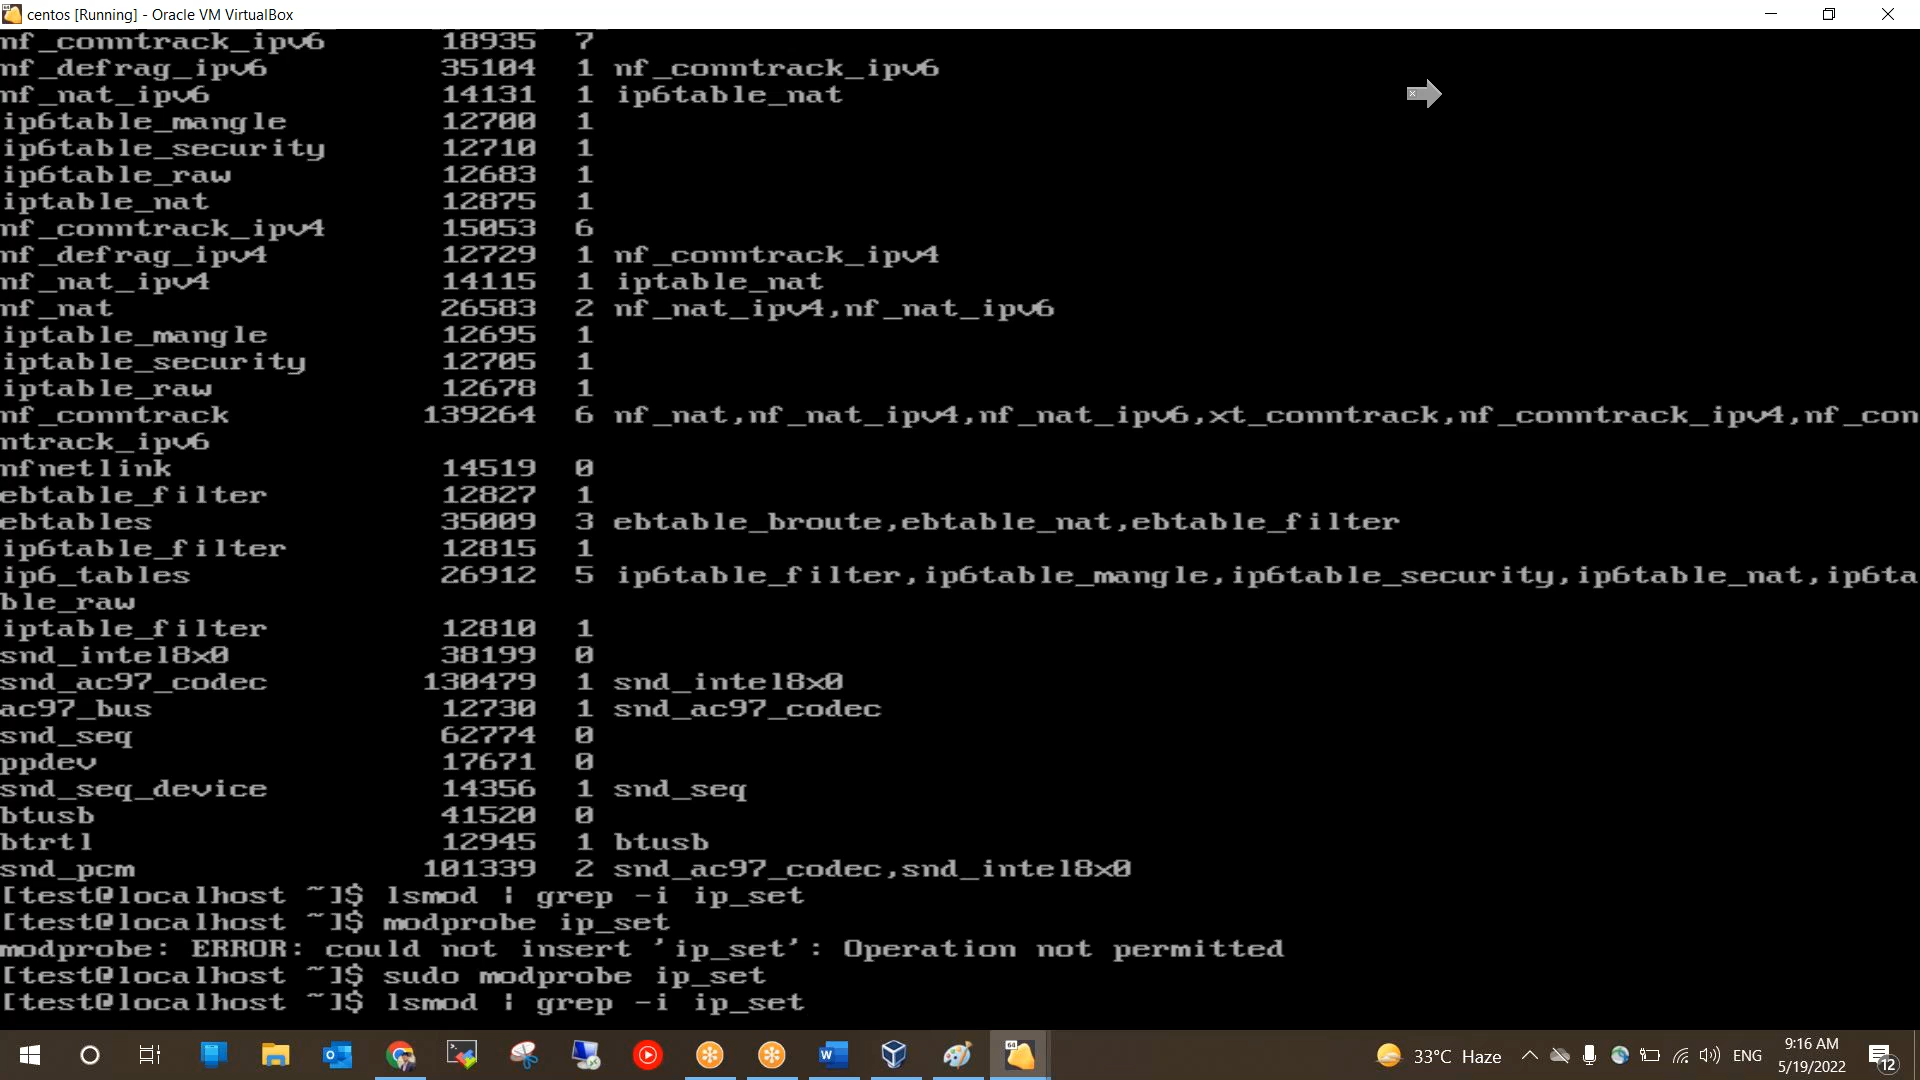 centos [Running] - Oracle VM VirtualBox
nf_conntrack_ipv6 18935 7
nf_defrag_ipv6 35104 1 nf_conntrack_ipv6
nf_nat_ipv6 14131 1 ip6table_nat
ip6table_mangle 12700 1
ip6table_security 12710 1
ip6table_raw 12683 1
iptable_nat 12875 1
nf_conntrack_ipv4 15053 6
nf_defrag_ipv4 12729 1 nf_conntrack_ipv4
nf_nat_ipv4 14115 1 iptable_nat
nf_nat 26583 2 nf_nat_ipv4,nf_nat_ipv6
iptable_mangle 12695 1
iptable_security 12705 1
iptable_raw 12678 1
nf_conntrack 139264 6 nf_nat,nf_nat_ipv4,nf_nat_ipv6,xt_conntrack,nf_conntrack_ipv4,nf_con
ntrack_ipv6
nfnetlink 14519 0
ebtable_filter 12827 1
ebtables 35009 3 ebtable_broute,ebtable_nat,ebtable_filter
ip6table_filter 12815 1
ip6_tables 26912 5 ip6table_filter,ip6table_mangle,ip6table_security,ip6table_nat,ip6ta
ble_raw
iptable_filter 12810 1
snd_intel8x0 38199 0
snd_ac97_codec 130479 1 snd_intel8x0
ac97_bus 12730 1 snd_ac97_codec
snd_seq 62774 0
ppdev 17671 0
snd_seq_device 14356 1 snd_seq
btusb 41520 0
btrtl 12945 1 btusb
snd_pcm 101339 2 snd_ac97_codec,snd_intel8x0
[test@localhost ~]$ lsmod | grep -i ip_set
[test@localhost ~]$ modprobe ip_set
modprobe: ERROR: could not insert 'ip_set': Operation not permitted
[test@localhost ~]$ sudo modprobe ip_set
[test@localhost ~]$ lsmod | grep -i ip_set
33°C Haze ENG 9:16 AM
5/19/2022 12